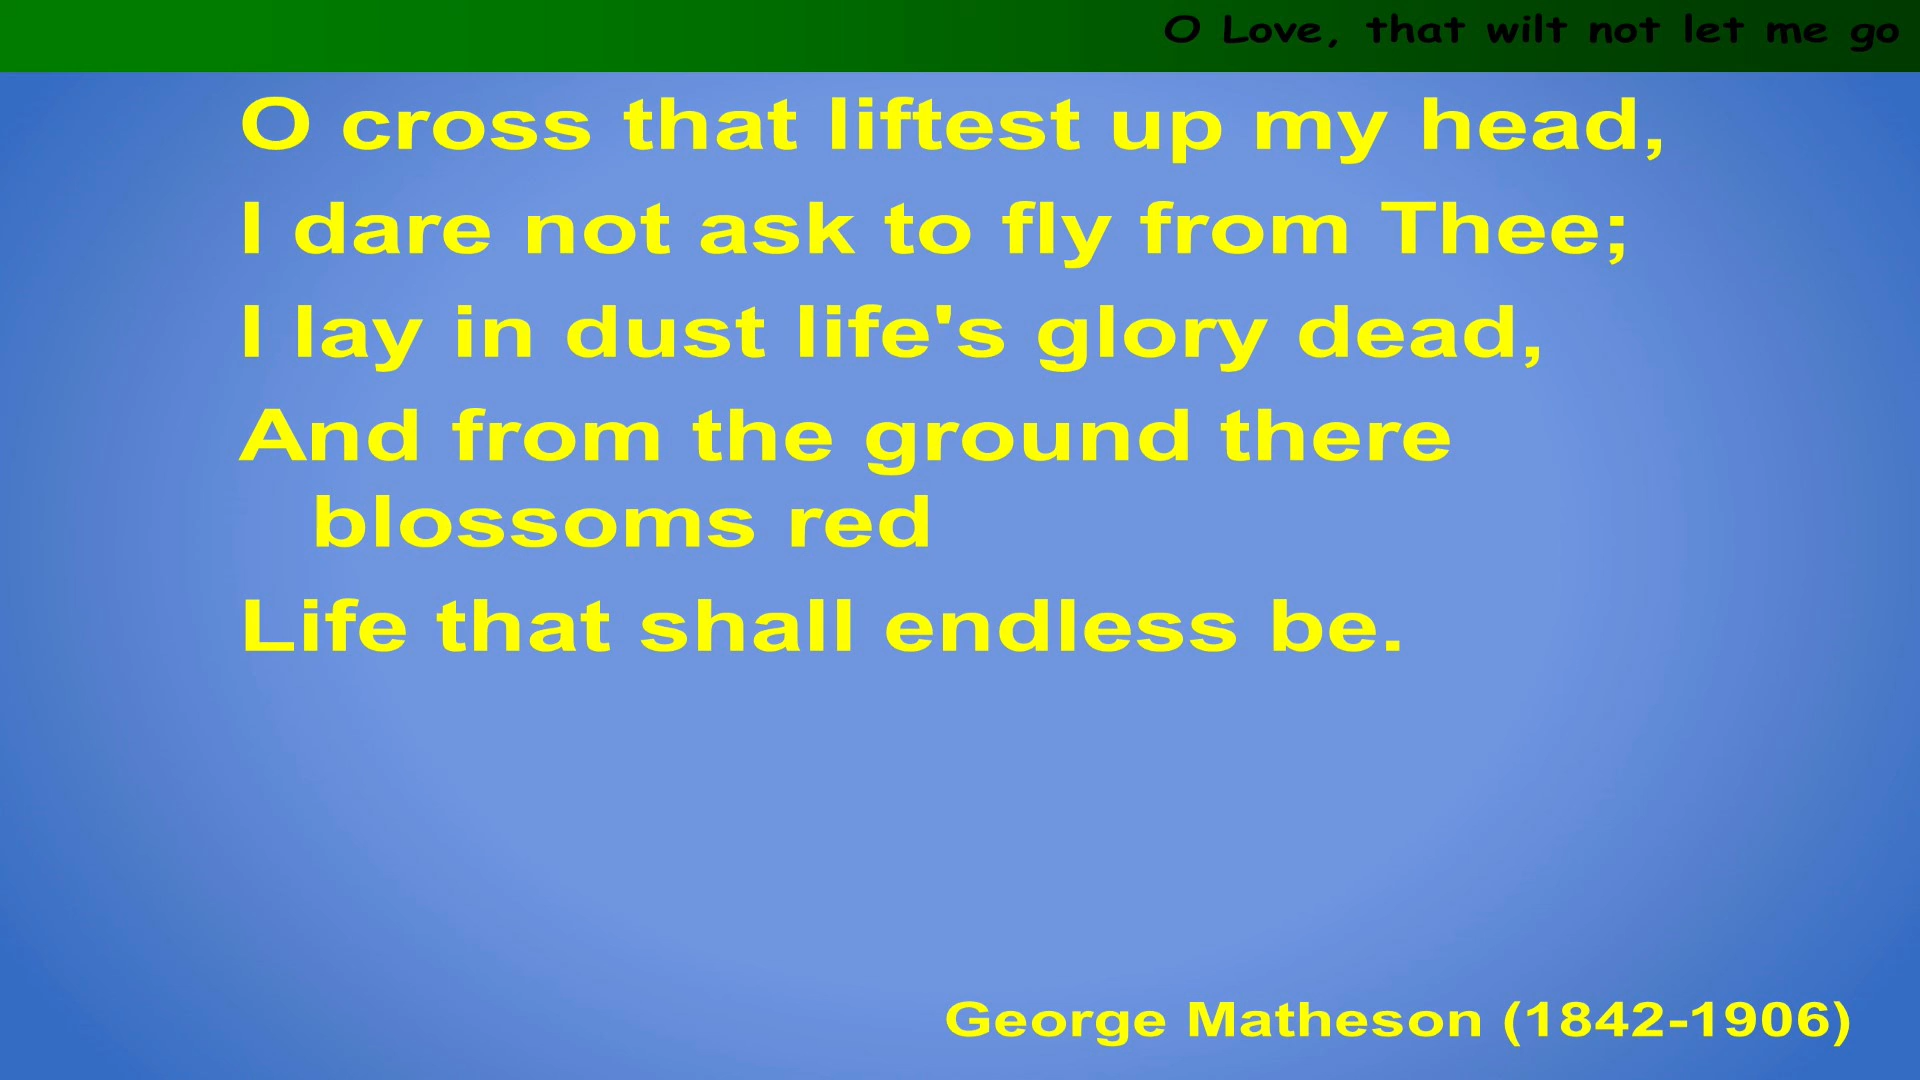 O Love, that wilt not let me go
O cross that liftest up my head,
I dare not ask to fly from Thee;
I lay in dust life's glory dead,
And from the ground there
blossoms red
Life that shall endless be.
George Matheson (1842-1906)